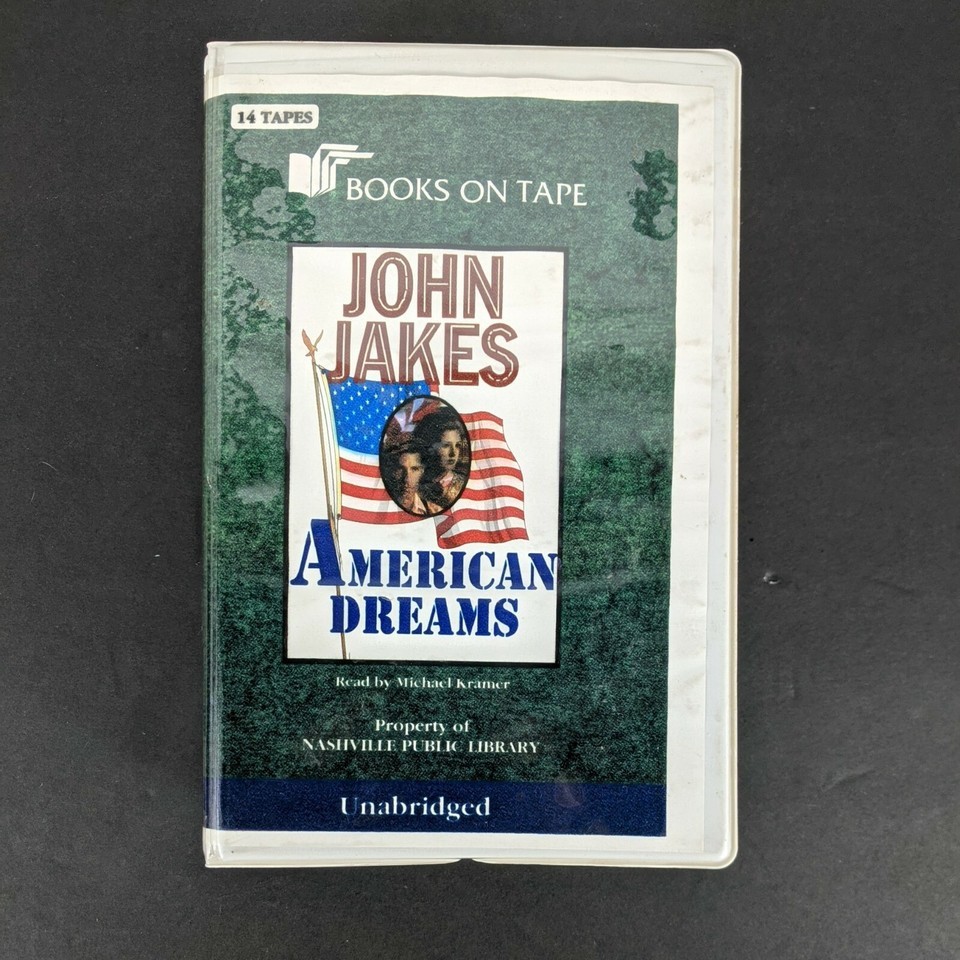 14 TAPES
BOOKS ON TAPE
JOHN
JAKES
AMERICAN
DREAMS
Read by Michael Kramer
Property of
NASHVILLE PUBLIC LIBRARY
Unabridged